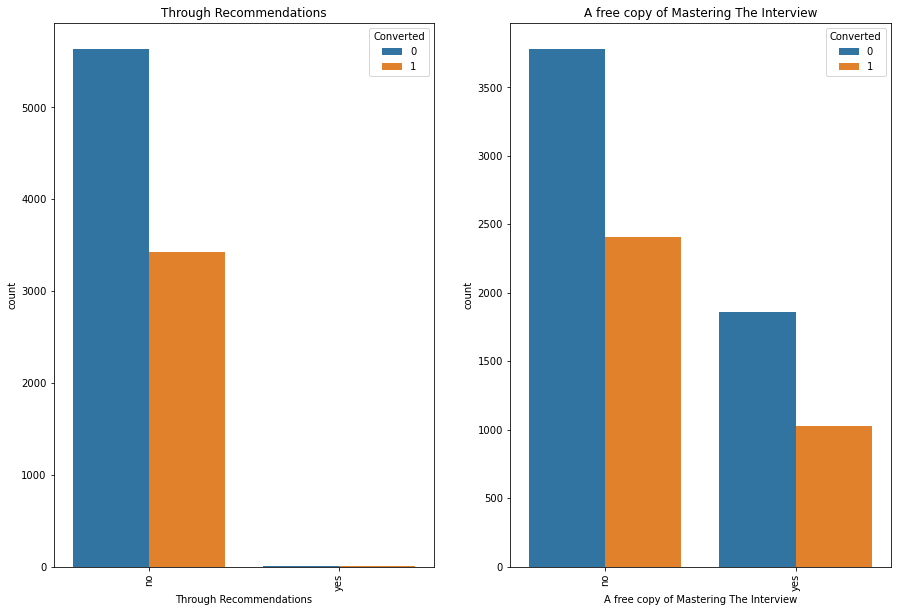 Through Recommendations
Converted
0
1
5000
4000
3000
2000
1000
0
count
no
yes
Through Recommendations
A free copy of Mastering The Interview
Converted
0
1
3500
3000
2500
2000
1500
1000
500
0
count
no
yes
A free copy of Mastering The Interview